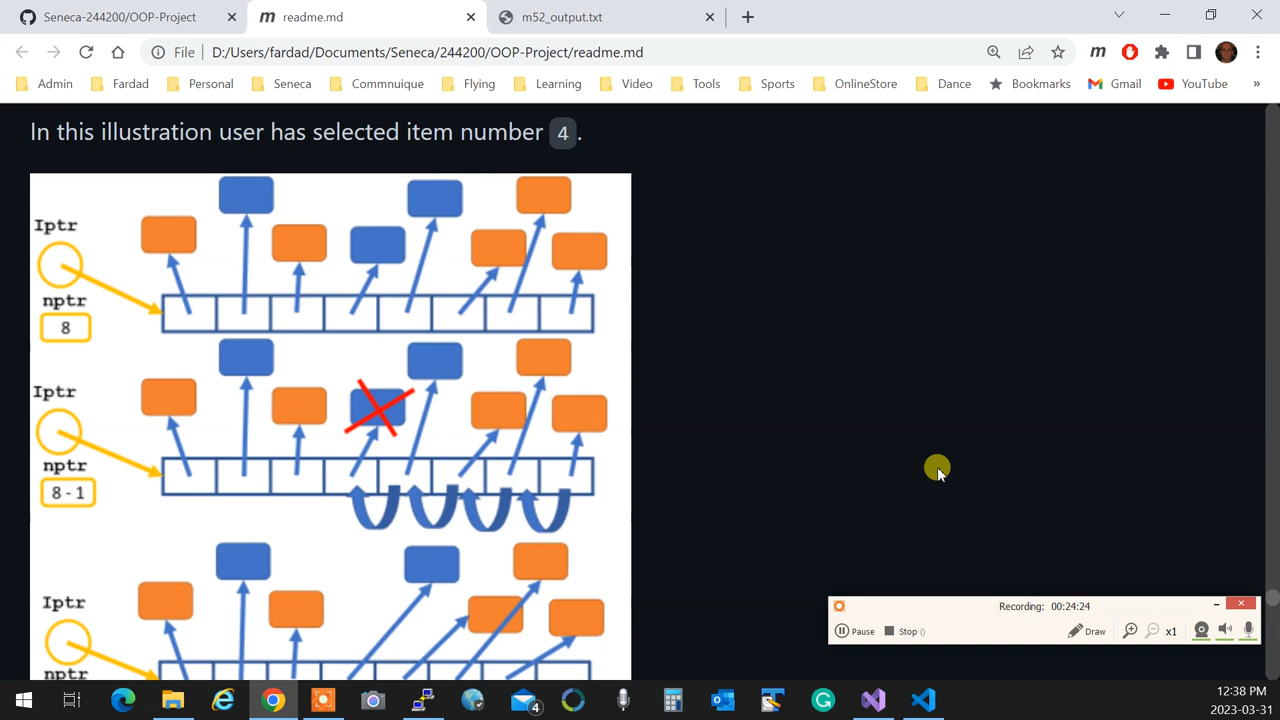 Seneca-244200/OOP-Project
readme.md
m52_output.txt
File D:/Users/fardad/Documents/Seneca/244200/OOP-Project/readme.md
Admin Fardad Personal Seneca Commnuique Flying Learning Video Tools Sports OnlineStore Dance Bookmarks Gmail YouTube »
In this illustration user has selected item number 4.
Iptr
nptr
8
Iptr
nptr
8 - 1
Iptr
nptr
Recording: 00:24:24
Pause Stop Draw x1
4
12:38 PM
2023-03-31